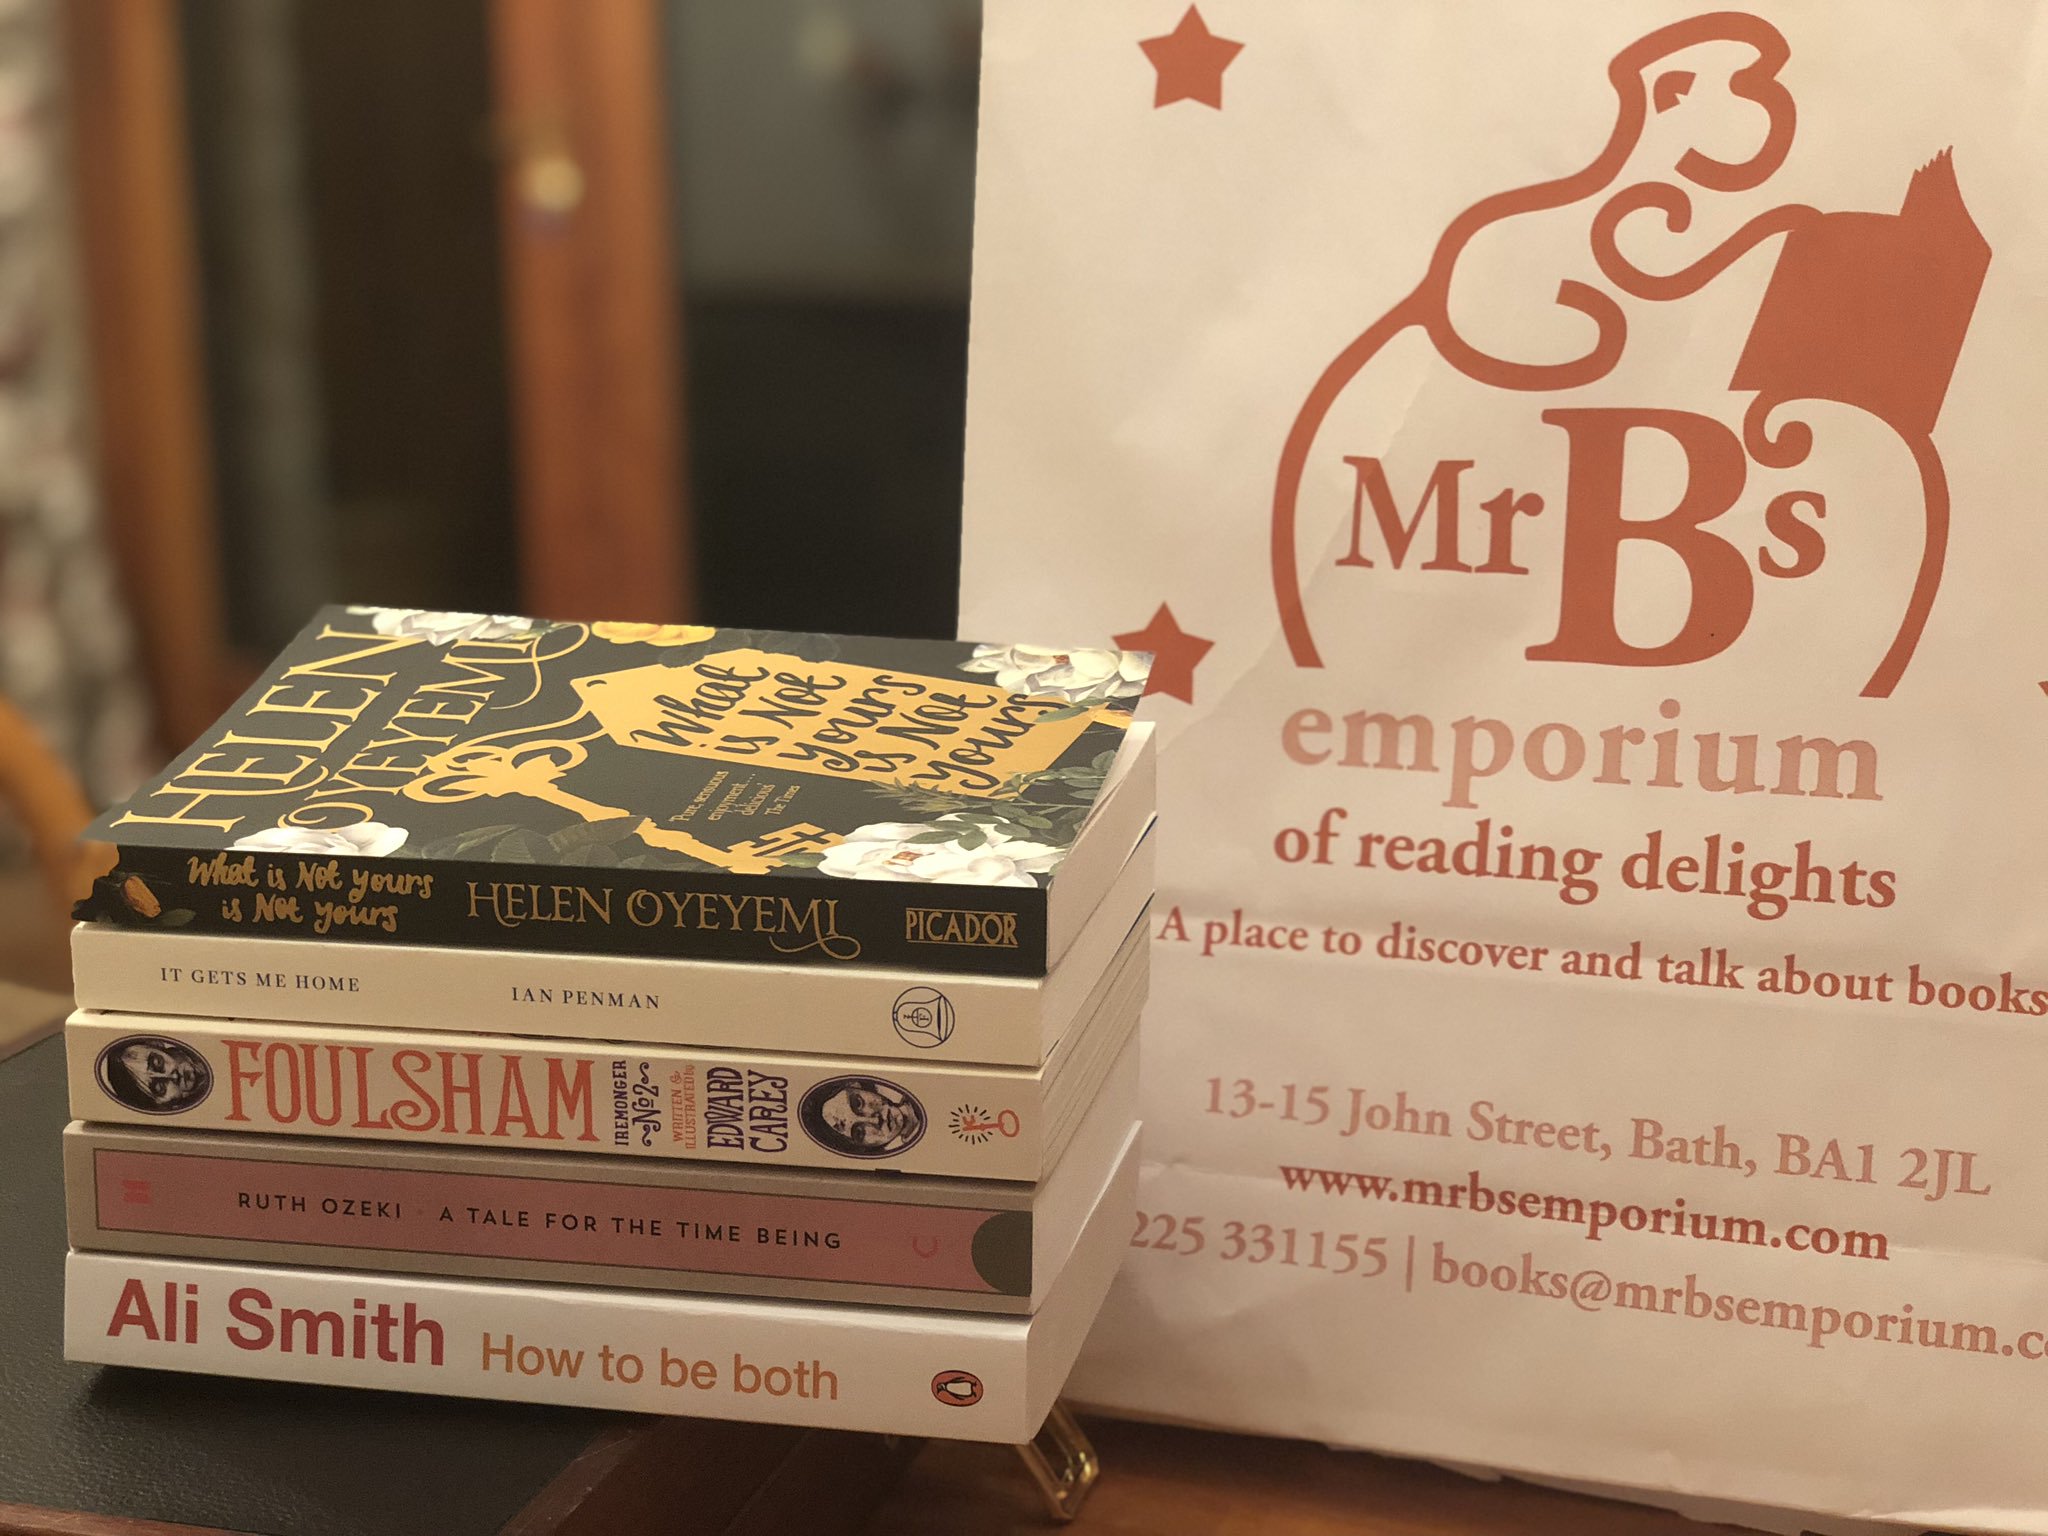 HELEN
OYEYEMI
What
is Not
yours
is Not
yours
'Pure, sensuous
enjoyment...
delicious'
The Times
What is Not yours
is Not yours
HELEN OYEYEMI
PICADOR
IT GETS ME HOME
IAN PENMAN
FOULSHAM
IREMONGER
No2
WRITTEN &
ILLUSTRATED by
EDWARD
CAREY
RUTH OZEKI · A TALE FOR THE TIME BEING
Ali Smith How to be both
Mr Bs
emporium
of reading delights
A place to discover and talk about books
13-15 John Street, Bath, BA1 2JL
www.mrbsemporium.com
225 331155 | books@mrbsemporium.c